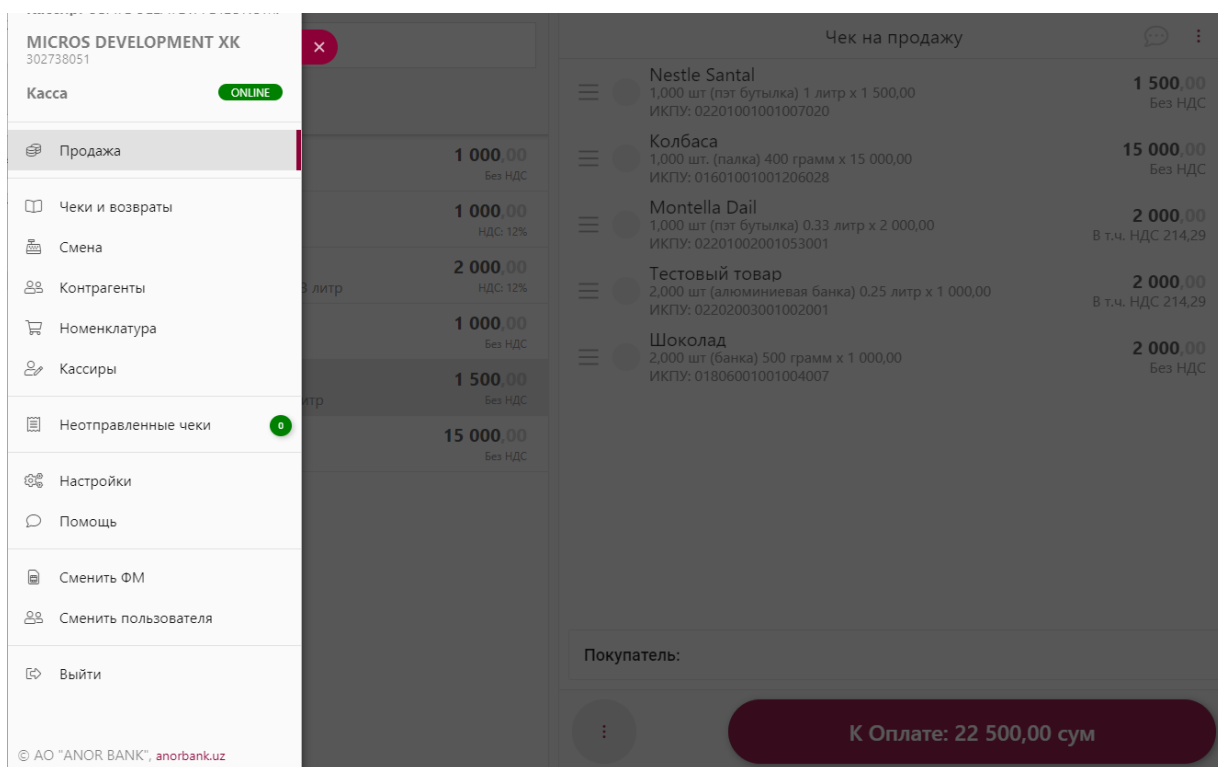 MICROS DEVELOPMENT XK
302738051
Касса
ONLINE
Продажа
Чеки и возвраты
Смена
Контрагенты
Номенклатура
Кассиры
Неотправленные чеки
0
Настройки
Помощь
Сменить ФМ
Сменить пользователя
Выйти
© АО "ANOR BANK", anorbank.uz
1 000,00
Без НДС
1 000,00
НДС: 12%
2 000,00
литр
НДС: 12%
1 000,00
Без НДС
1 500,00
Без НДС
15 000,00
Без НДС
Чек на продажу
Nestle Santal
1,000 шт (пэт бутылка) 1 литр x 1 500,00
ИКПУ: 02201001001007020
1 500,00
Без НДС
Колбаса
1,000 шт. (палка) 400 грамм x 15 000,00
ИКПУ: 01601001001206028
15 000,00
Без НДС
Montella Dail
1,000 шт (пэт бутылка) 0.33 литр x 2 000,00
ИКПУ: 02201002001053001
2 000,00
В т.ч. НДС 214,29
Тестовый товар
2,000 шт (алюминиевая банка) 0.25 литр x 1 000,00
ИКПУ: 02202003001002001
2 000,00
В т.ч. НДС 214,29
Шоколад
2,000 шт (банка) 500 грамм x 1 000,00
ИКПУ: 01806001001004007
2 000,00
Без НДС
Покупатель:
К Оплате: 22 500,00 сум